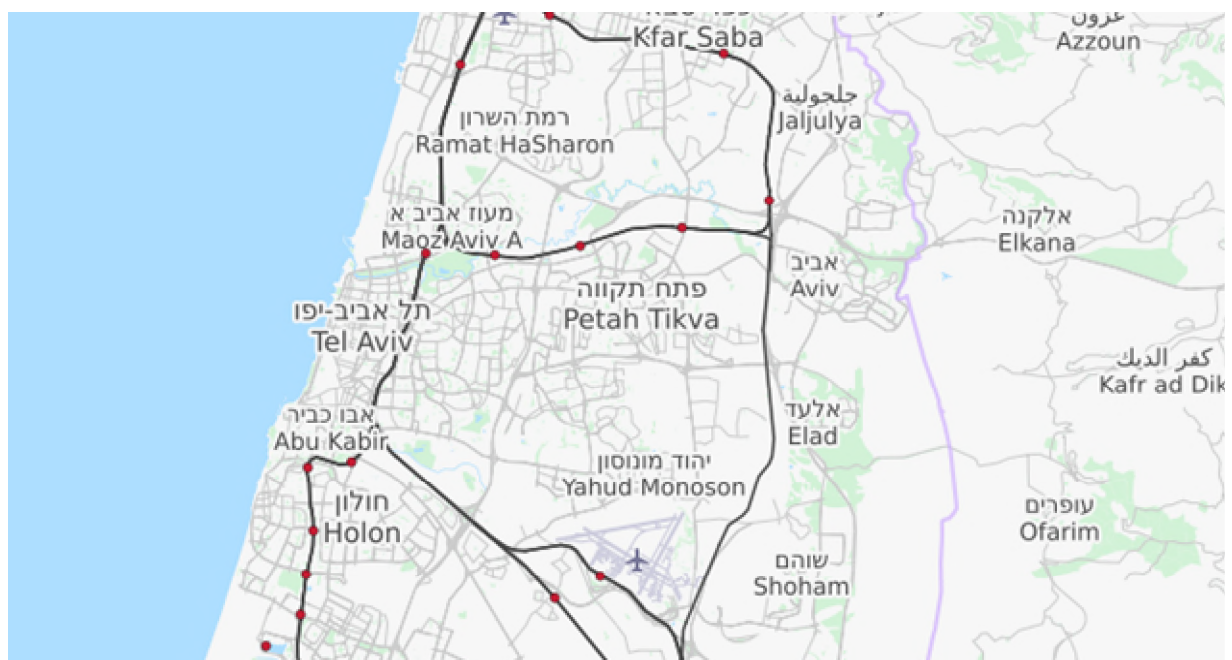 Kfar Saba
عزون
Azzoun
جلجولية
Jaljulya
רמת השרון
Ramat HaSharon
מעוז אביב א
Maoz Aviv A
אלקנה
Elkana
אביב
Aviv
פתח תקווה
Petah Tikva
תל אביב-יפו
Tel Aviv
كفر الديك
Kafr ad Dik
אבו כביר
Abu Kabir
אלעד
Elad
יהוד מונוסון
Yahud Monoson
חולון
Holon
עופרים
Ofarim
שוהם
Shoham